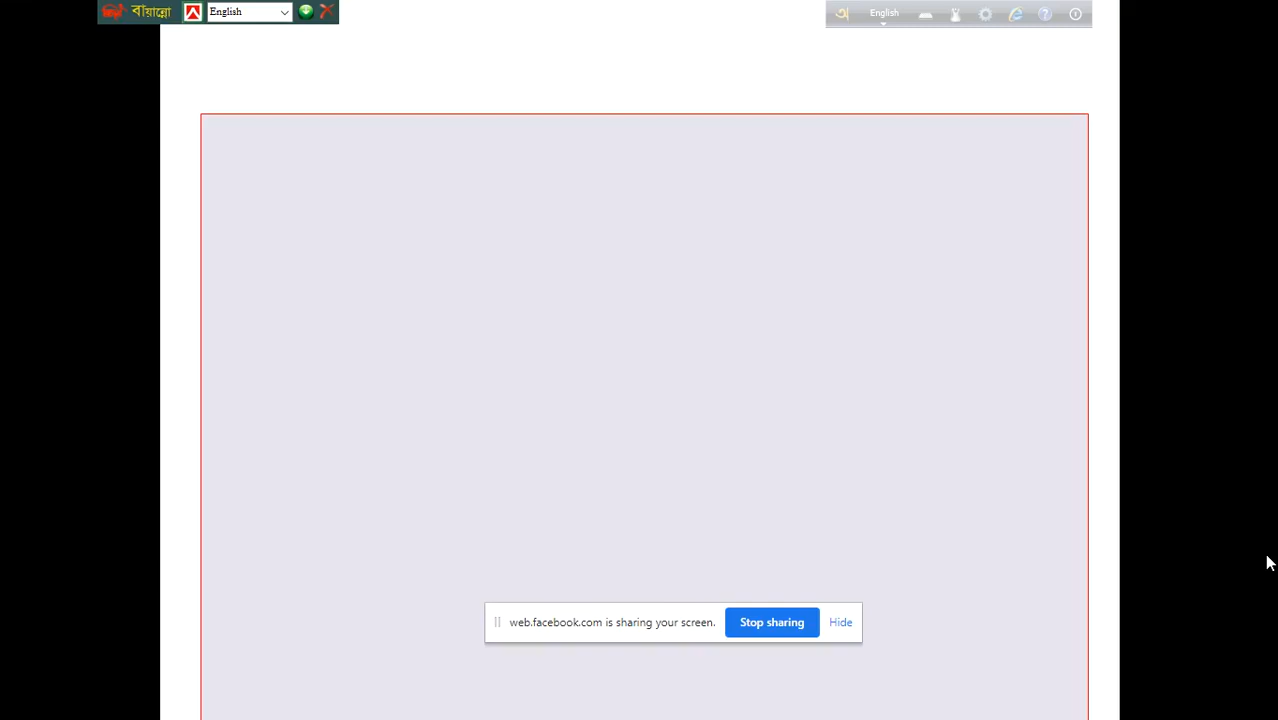 বায়ান্নো
English
অ
English
web.facebook.com is sharing your screen.
Stop sharing
Hide